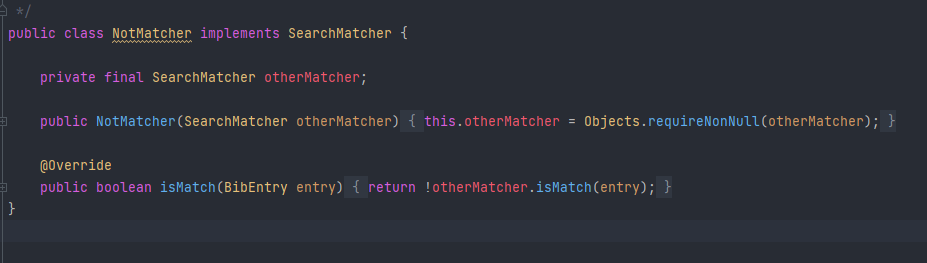 */
public class NotMatcher implements SearchMatcher {
private final SearchMatcher otherMatcher;
public NotMatcher(SearchMatcher otherMatcher) { this.otherMatcher = Objects.requireNonNull(otherMatcher); }
@Override
public boolean isMatch(BibEntry entry) { return !otherMatcher.isMatch(entry); }
}